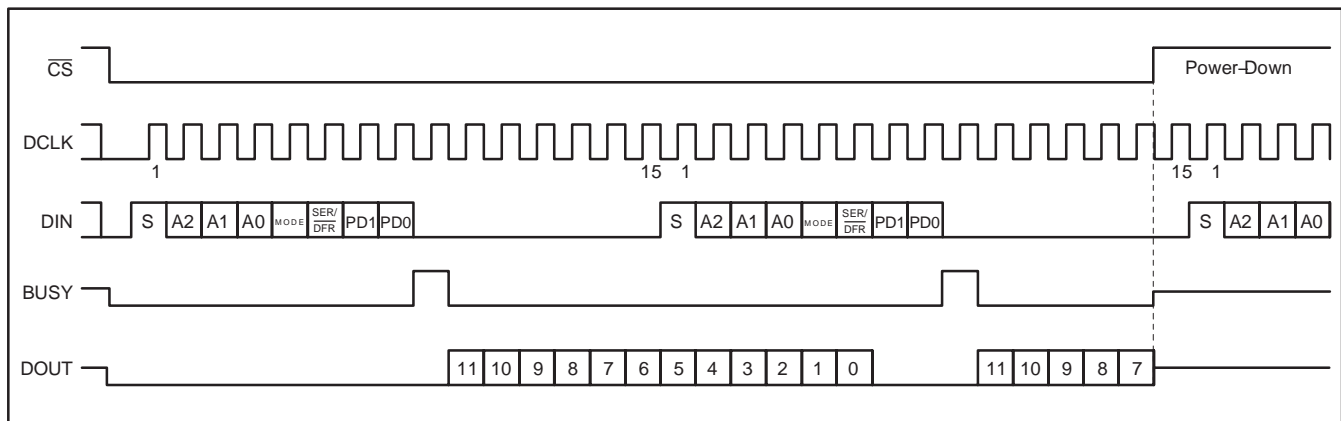 CS
Power-Down
DCLK
1
15 1
15 1
DIN
S A2 A1 A0 MODE SER/DFR PD1 PD0
S A2 A1 A0 MODE SER/DFR PD1 PD0
S A2 A1 A0
BUSY
DOUT
11 10 9 8 7 6 5 4 3 2 1 0
11 10 9 8 7